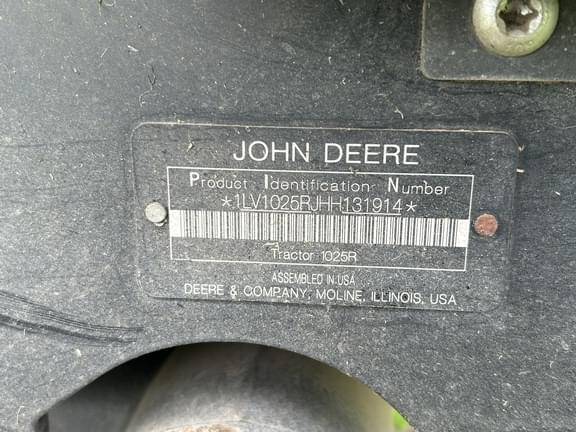 JOHN DEERE
Product Identification Number
*1LV1025RJHH131914*
Tractor 1025R
ASSEMBLED IN USA
DEERE & COMPANY, MOLINE, ILLINOIS, USA